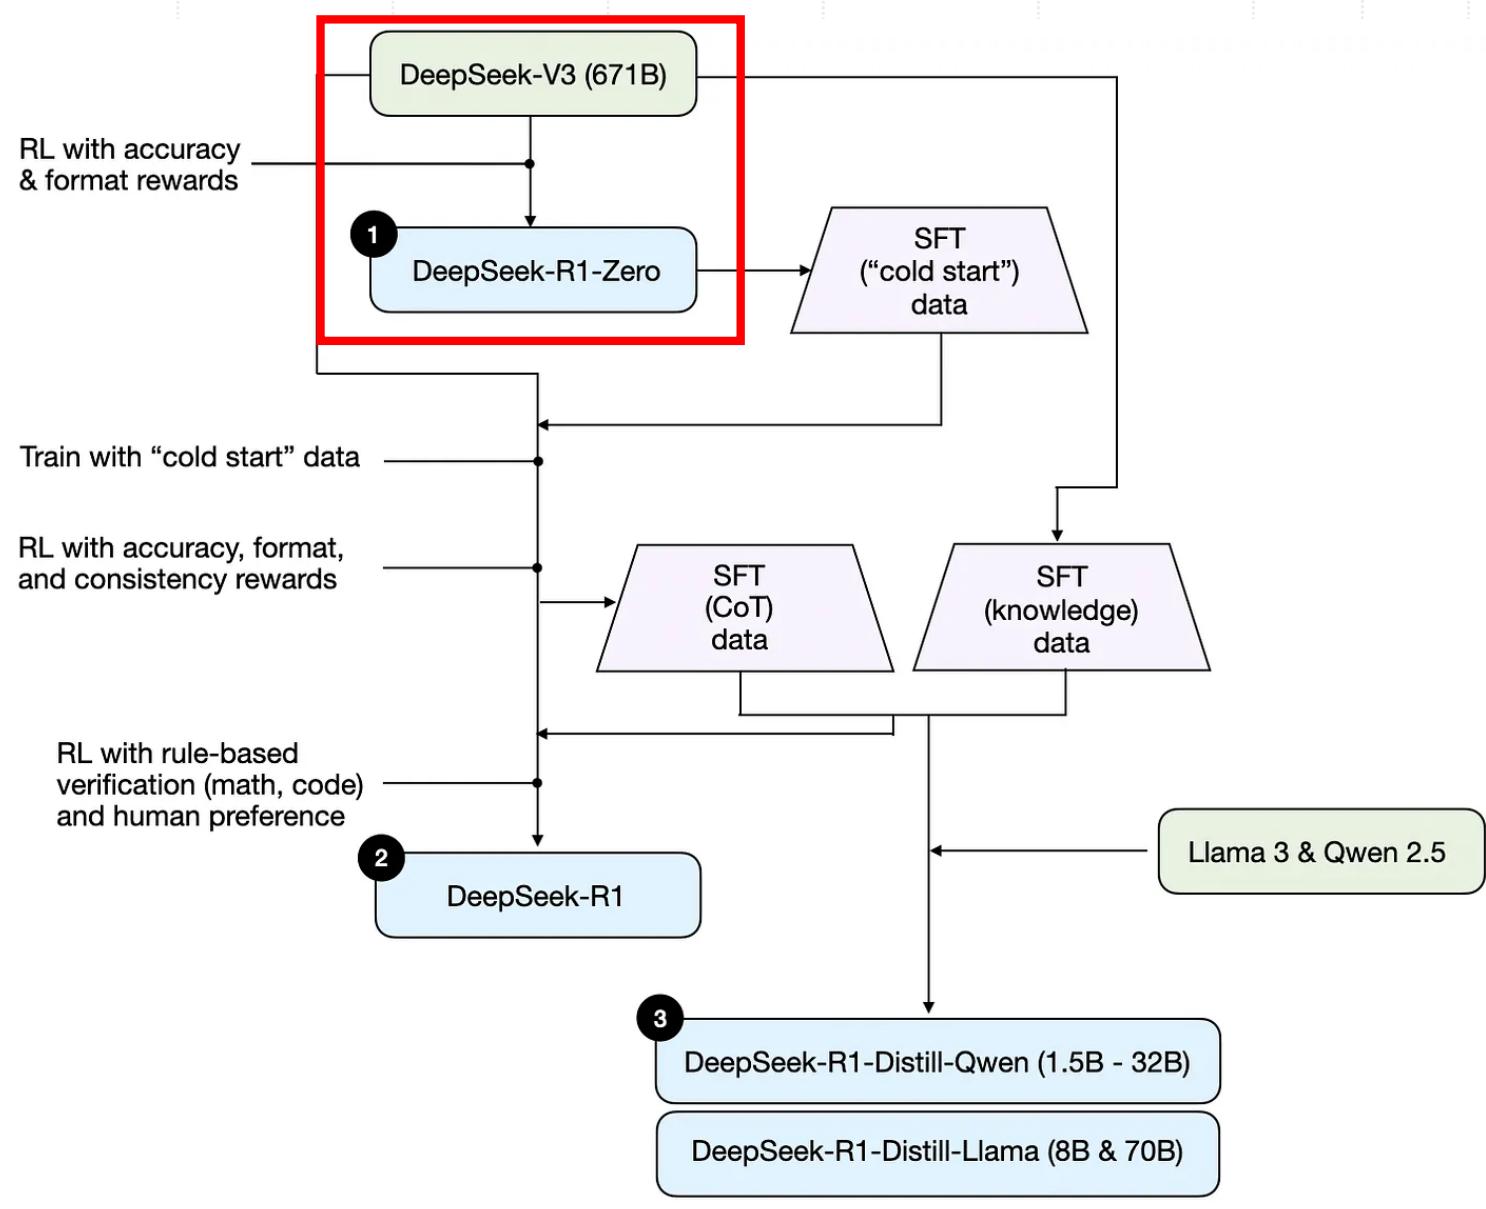 DeepSeek-V3 (671B)
RL with accuracy
& format rewards
1
DeepSeek-R1-Zero
SFT
(“cold start”)
data
Train with “cold start” data
RL with accuracy, format,
and consistency rewards
SFT
(CoT)
data
SFT
(knowledge)
data
RL with rule-based
verification (math, code)
and human preference
2
DeepSeek-R1
Llama 3 & Qwen 2.5
3
DeepSeek-R1-Distill-Qwen (1.5B - 32B)
DeepSeek-R1-Distill-Llama (8B & 70B)